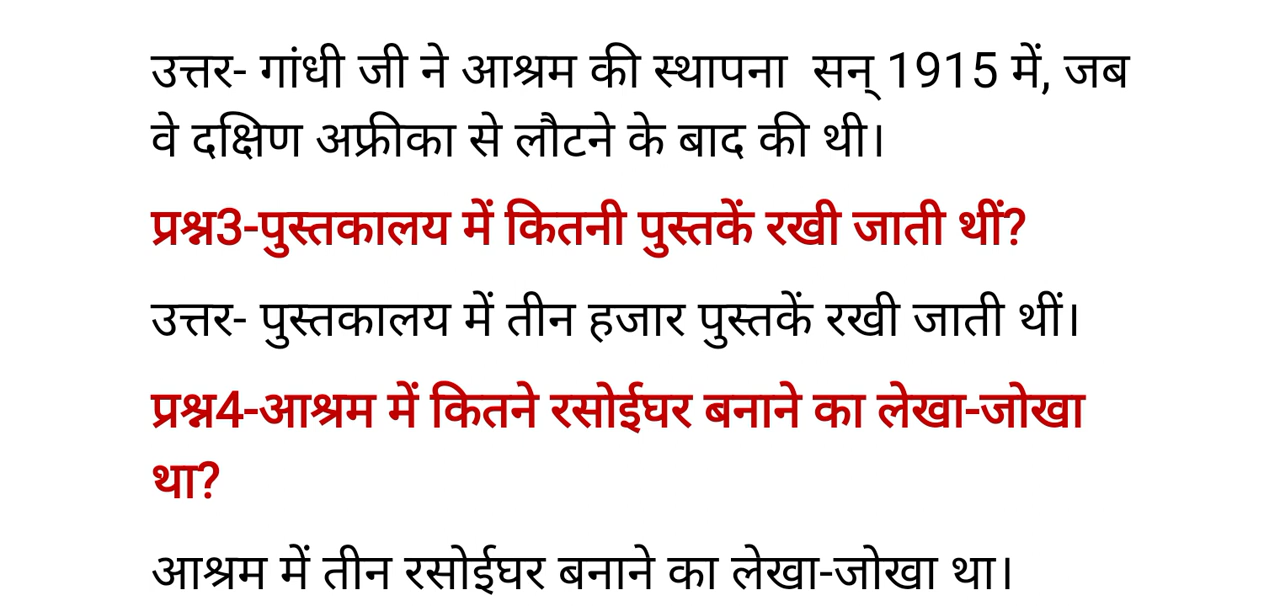 उत्तर- गांधी जी ने आश्रम की स्थापना  सन् 1915 में, जब
वे दक्षिण अफ्रीका से लौटने के बाद की थी।
प्रश्न3-पुस्तकालय में कितनी पुस्तकें रखी जाती थीं?
उत्तर- पुस्तकालय में तीन हजार पुस्तकें रखी जाती थीं।
प्रश्न4-आश्रम में कितने रसोईघर बनाने का लेखा-जोखा
था?
आश्रम में तीन रसोईघर बनाने का लेखा-जोखा था।